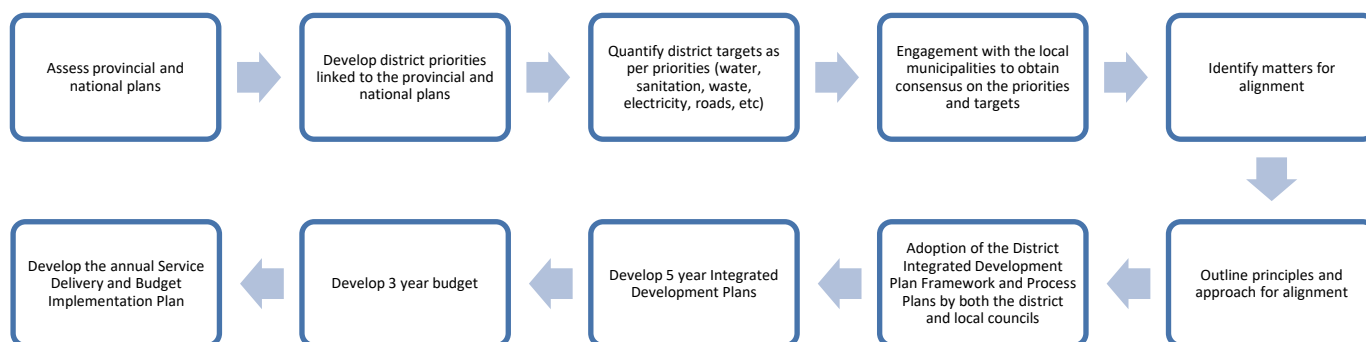 Assess provincial and
national plans
Develop district priorities
linked to the provincial and
national plans
Quantify district targets as
per priorities (water,
sanitation, waste,
electricity, roads, etc)
Engagement with the local
municipalities to obtain
consensus on the priorities
and targets
Identify matters for
alignment
Outline principles and
approach for alignment
Adoption of the District
Integrated Development
Plan Framework and Process
Plans by both the district
and local councils
Develop 5 year Integrated
Development Plans
Develop 3 year budget
Develop the annual Service
Delivery and Budget
Implementation Plan